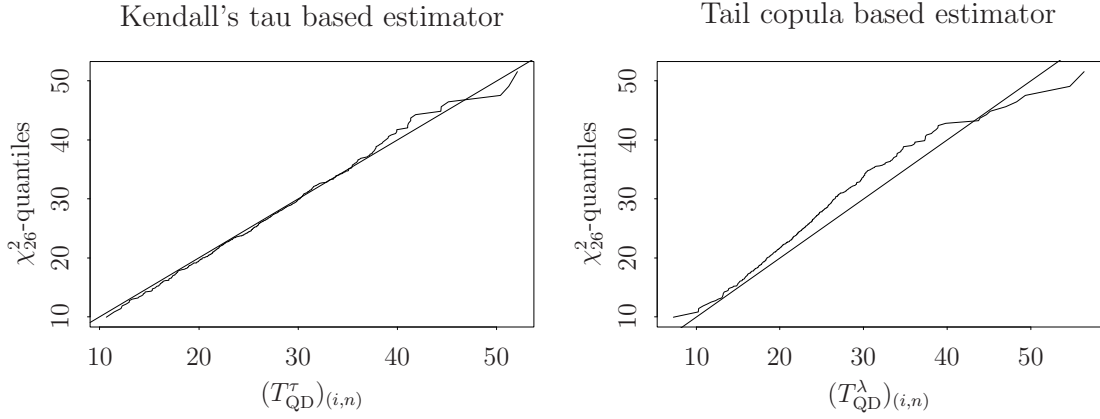 Kendall's tau based estimator
Tail copula based estimator
χ²₂₆-quantiles
50
40
30
20
10
10 20 30 40 50
(T^τ_QD)_(i,n)
χ²₂₆-quantiles
50
40
30
20
10
10 20 30 40 50
(T^λ_QD)_(i,n)